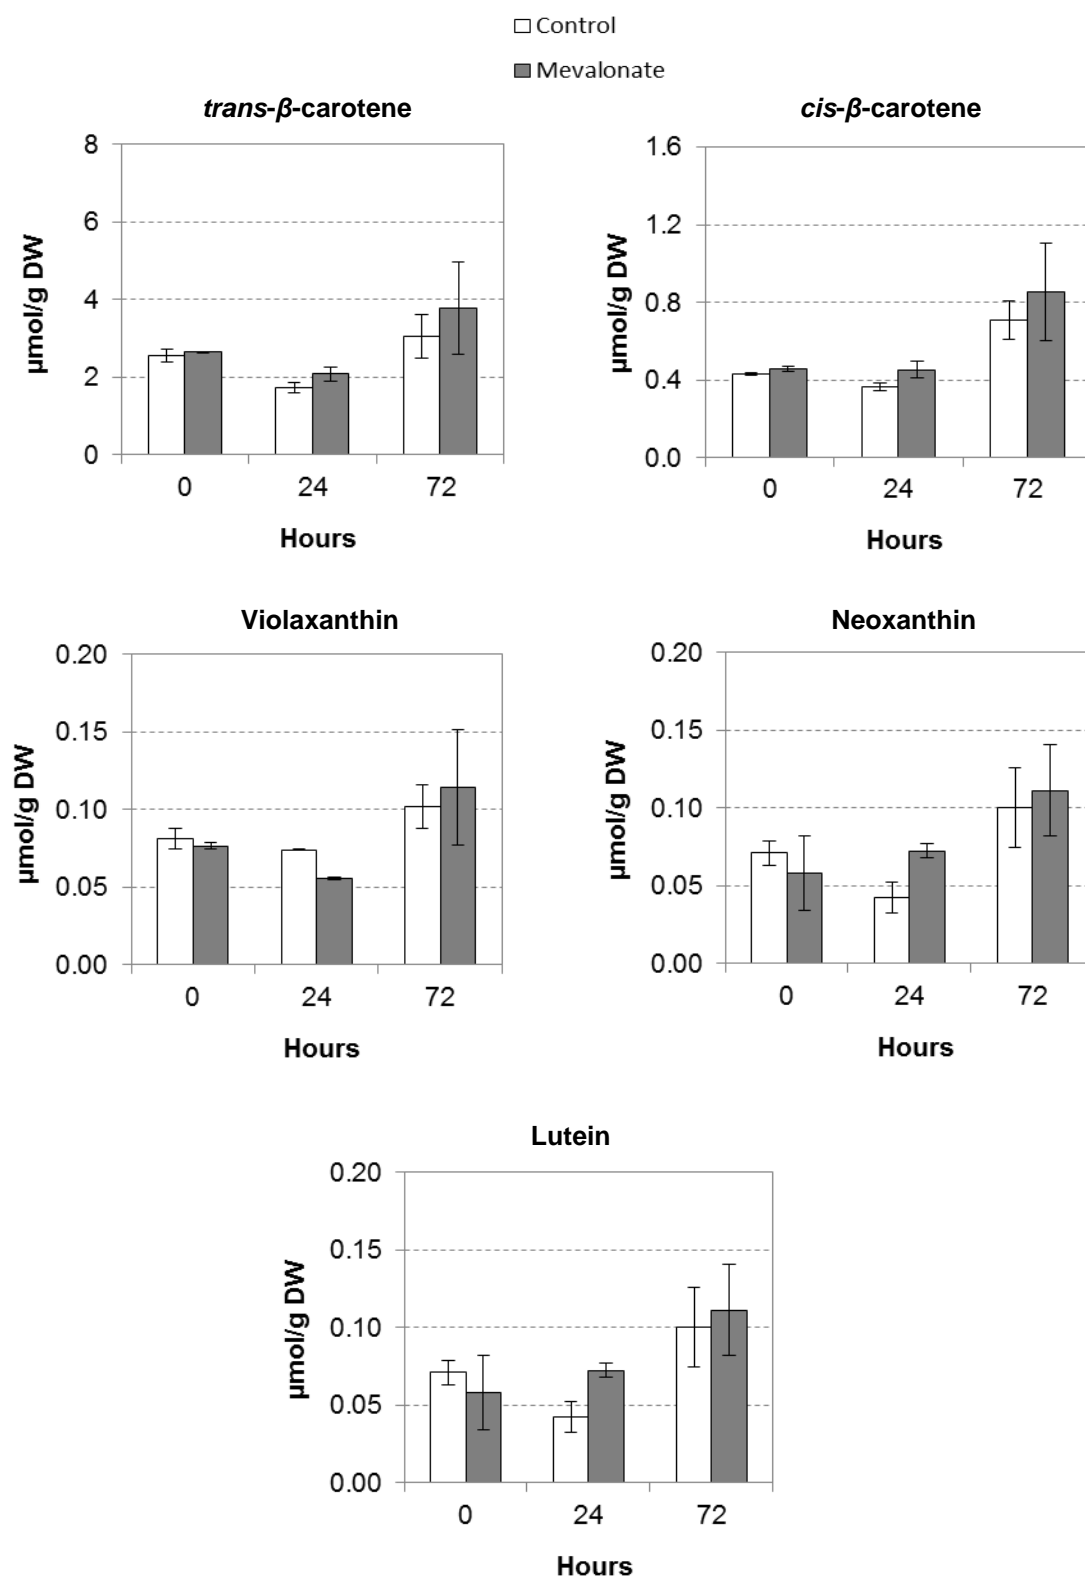 Control
Mevalonate
trans-β-carotene
8
6
4
2
0
µmol/g DW
0 24 72
Hours
cis-β-carotene
1.6
1.2
0.8
0.4
0.0
µmol/g DW
0 24 72
Hours
Violaxanthin
0.20
0.15
0.10
0.05
0.00
µmol/g DW
0 24 72
Hours
Neoxanthin
0.20
0.15
0.10
0.05
0.00
µmol/g DW
0 24 72
Hours
Lutein
0.20
0.15
0.10
0.05
0.00
µmol/g DW
0 24 72
Hours